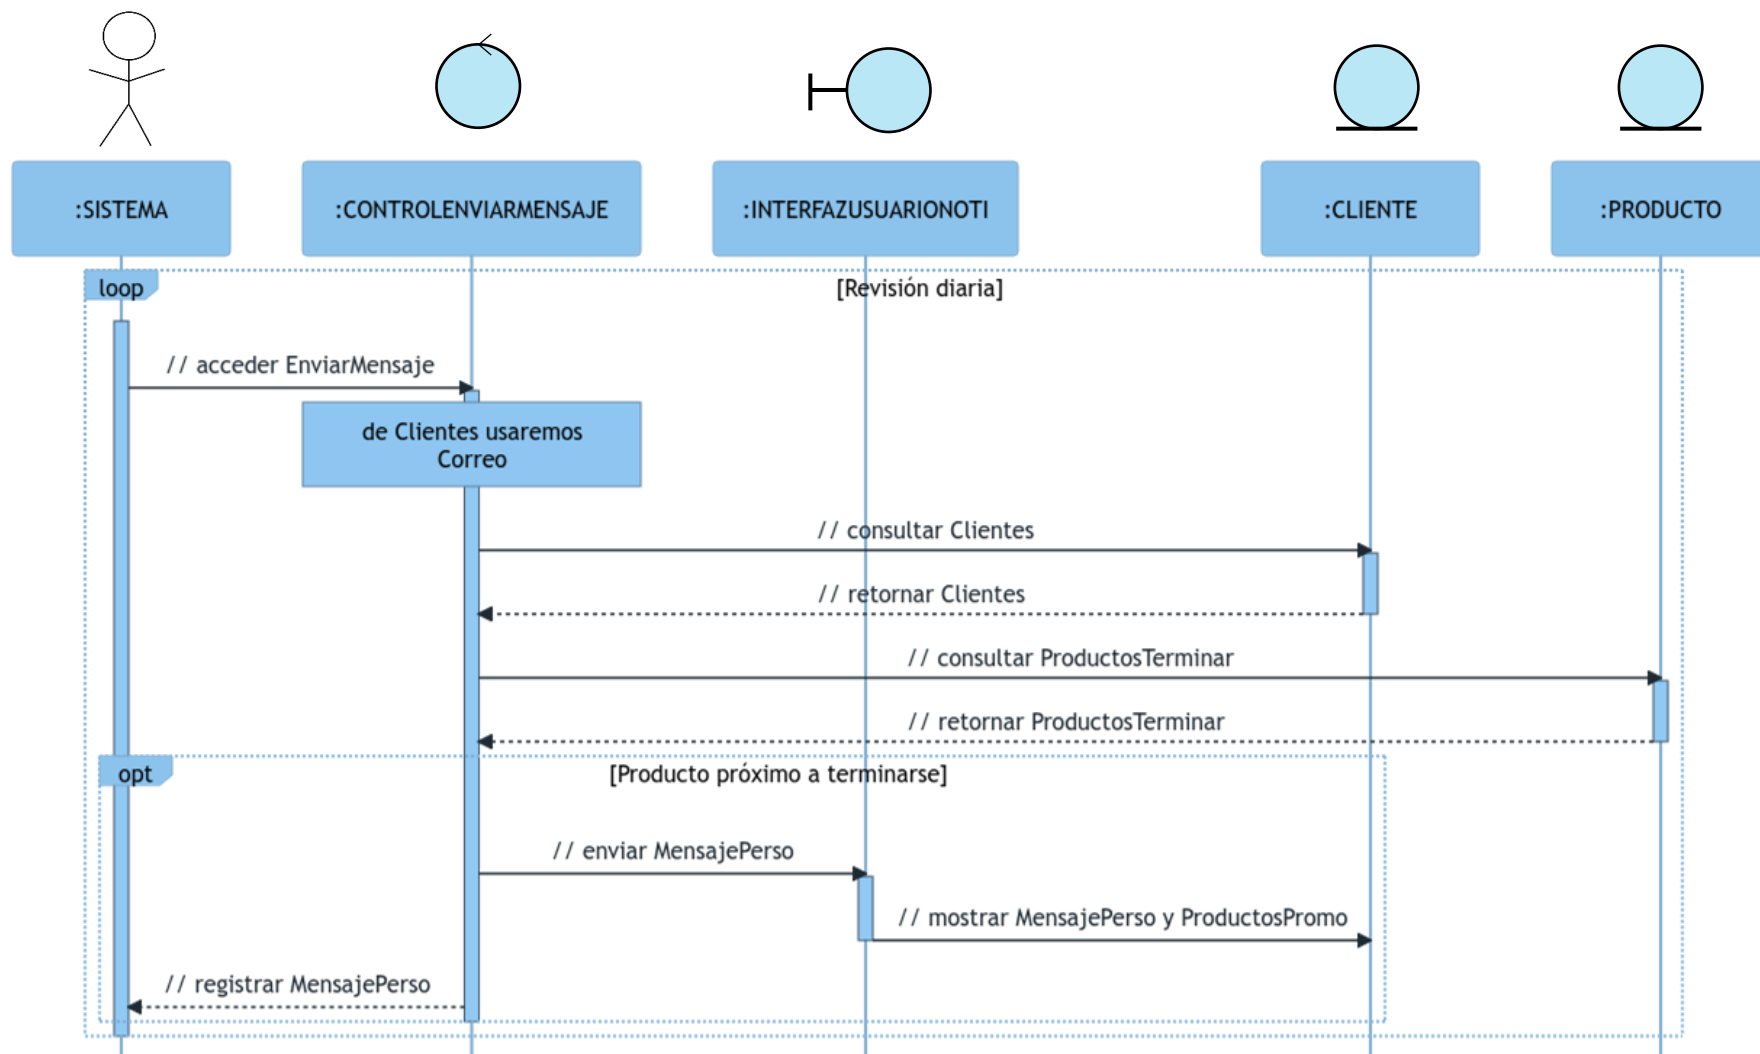 :SISTEMA
:CONTROLENVIARMENSAJE
:INTERFAZUSUARIONOTI
:CLIENTE
:PRODUCTO
loop
[Revisión diaria]
// acceder EnviarMensaje
de Clientes usaremos
Correo
// consultar Clientes
// retornar Clientes
// consultar ProductosTerminar
// retornar ProductosTerminar
opt
[Producto próximo a terminarse]
// enviar MensajePerso
// mostrar MensajePerso y ProductosPromo
// registrar MensajePerso